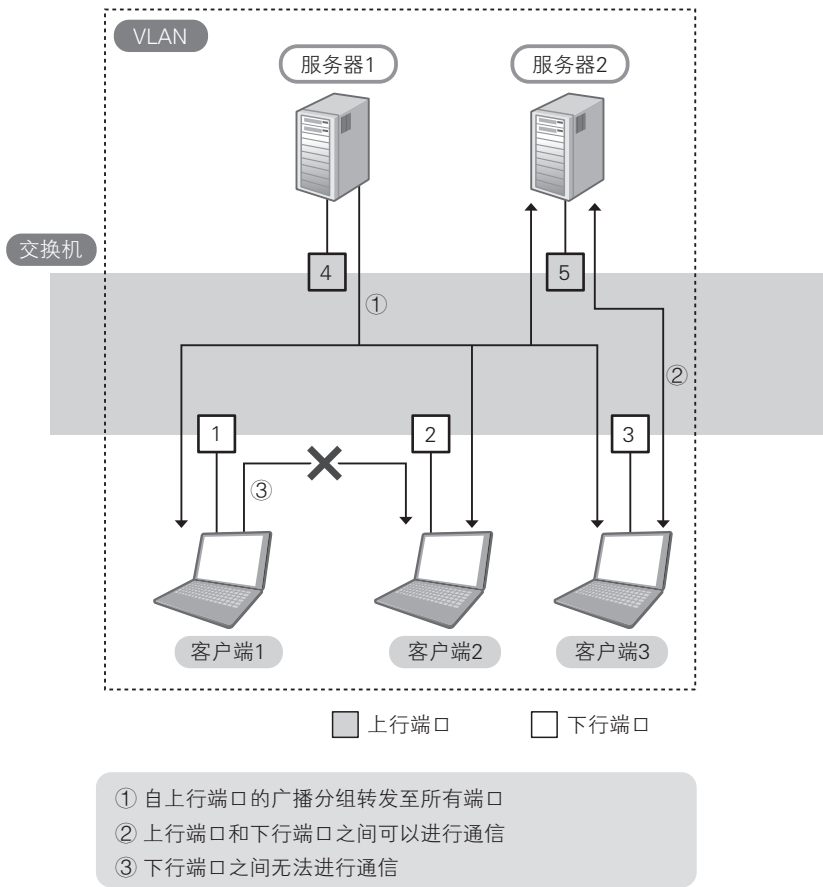 VLAN
服务器1
服务器2
交换机
4
5
①
②
1
2
3
③
客户端1
客户端2
客户端3
上行端口
下行端口
① 自上行端口的广播分组转发至所有端口
② 上行端口和下行端口之间可以进行通信
③ 下行端口之间无法进行通信